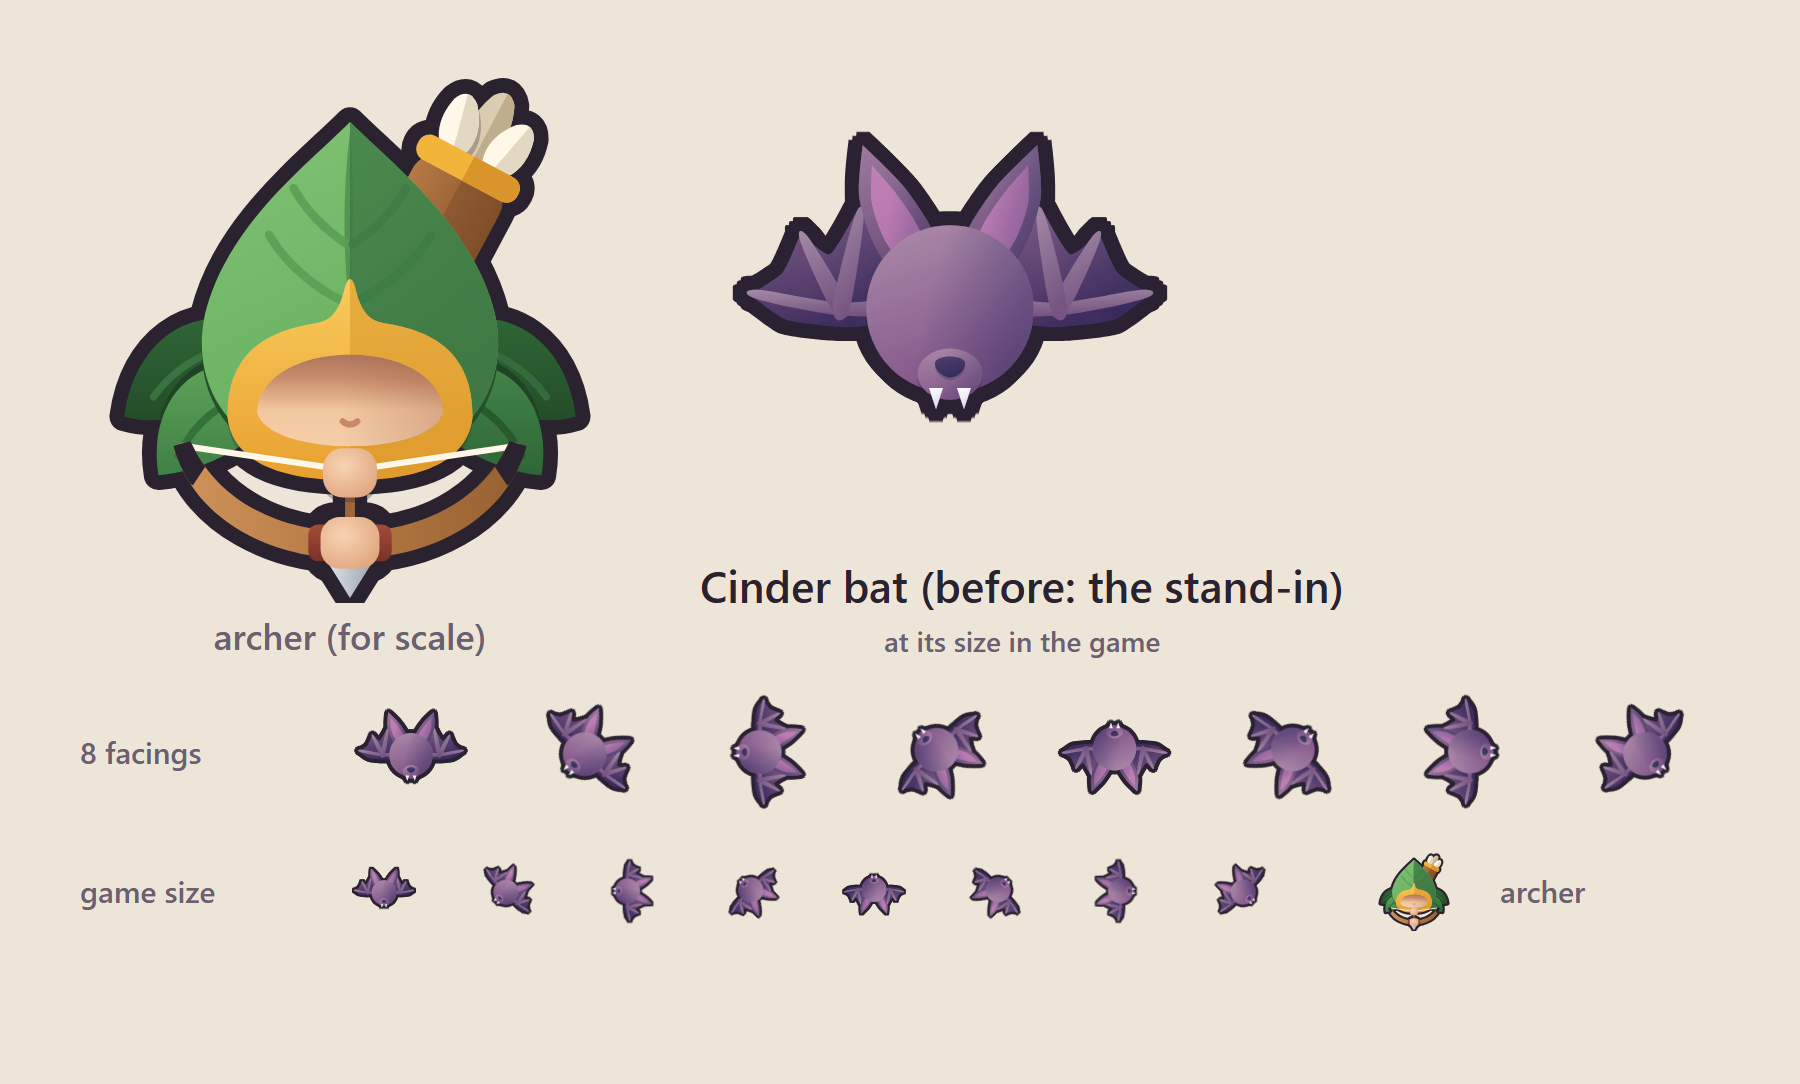 Cinder bat (before: the stand-in)
archer (for scale)
at its size in the game
8 facings
game size
archer